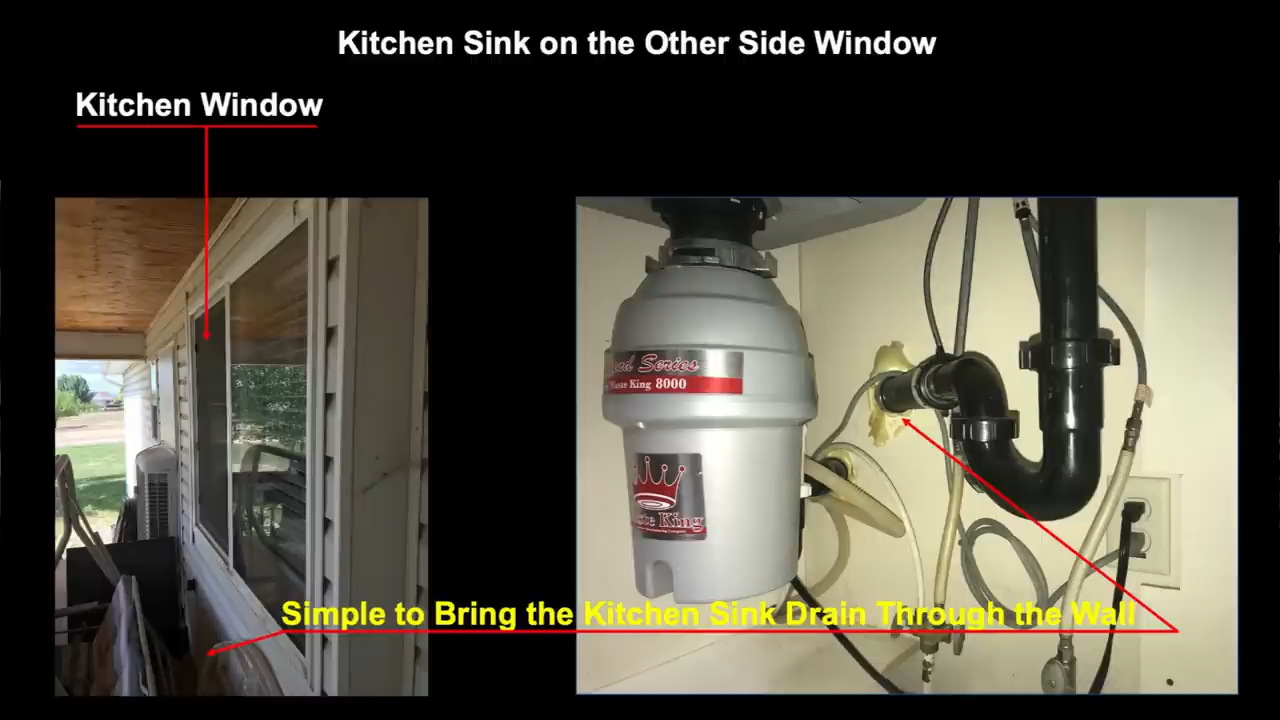 Kitchen Sink on the Other Side Window
Kitchen Window
Series
Waste King 8000
King
Simple to Bring the Kitchen Sink Drain Through the Wall